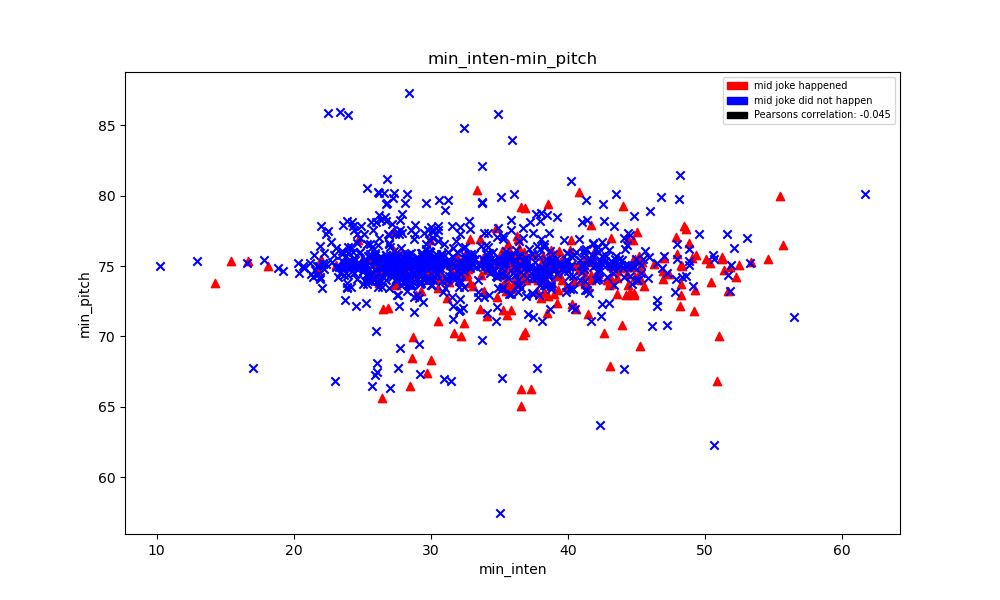 min_inten-min_pitch
mid joke happened
mid joke did not happen
Pearsons correlation: -0.045
85
80
75
70
65
60
min_pitch
10 20 30 40 50 60
min_inten